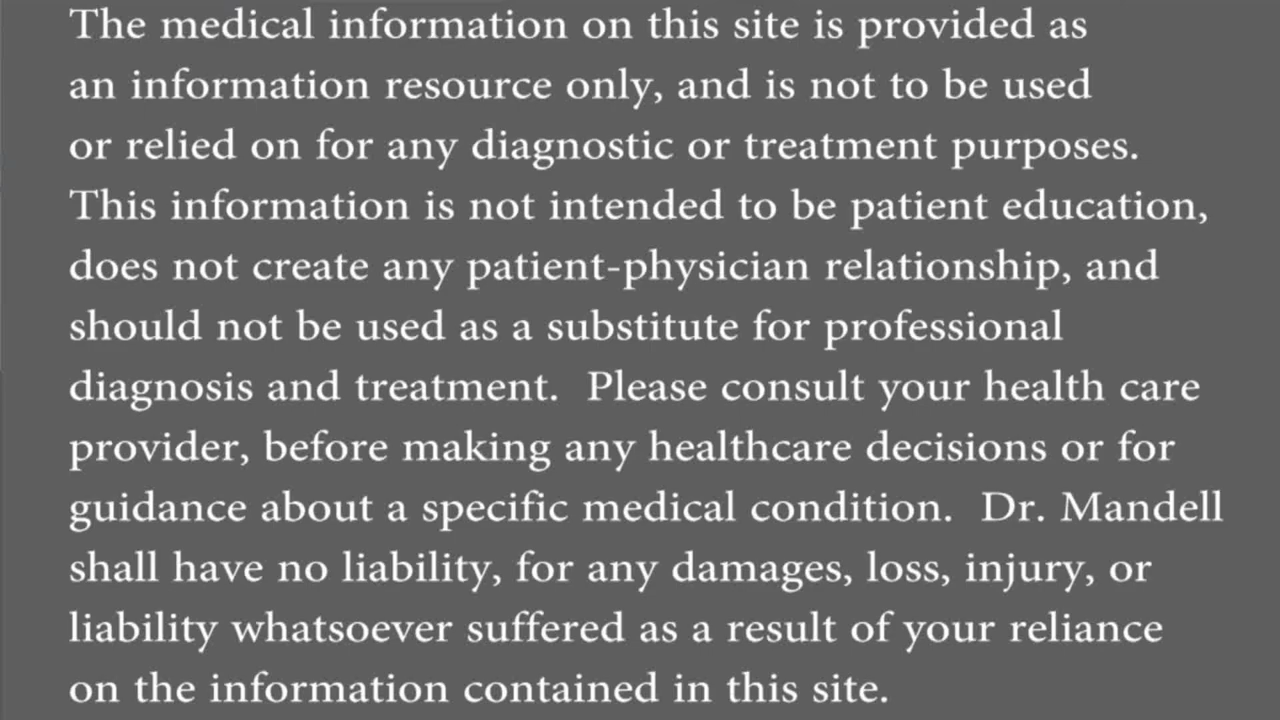 The medical information on this site is provided as
an information resource only, and is not to be used
or relied on for any diagnostic or treatment purposes.
This information is not intended to be patient education,
does not create any patient-physician relationship, and
should not be used as a substitute for professional
diagnosis and treatment.  Please consult your health care
provider, before making any healthcare decisions or for
guidance about a specific medical condition.  Dr. Mandell
shall have no liability, for any damages, loss, injury, or
liability whatsoever suffered as a result of your reliance
on the information contained in this site.